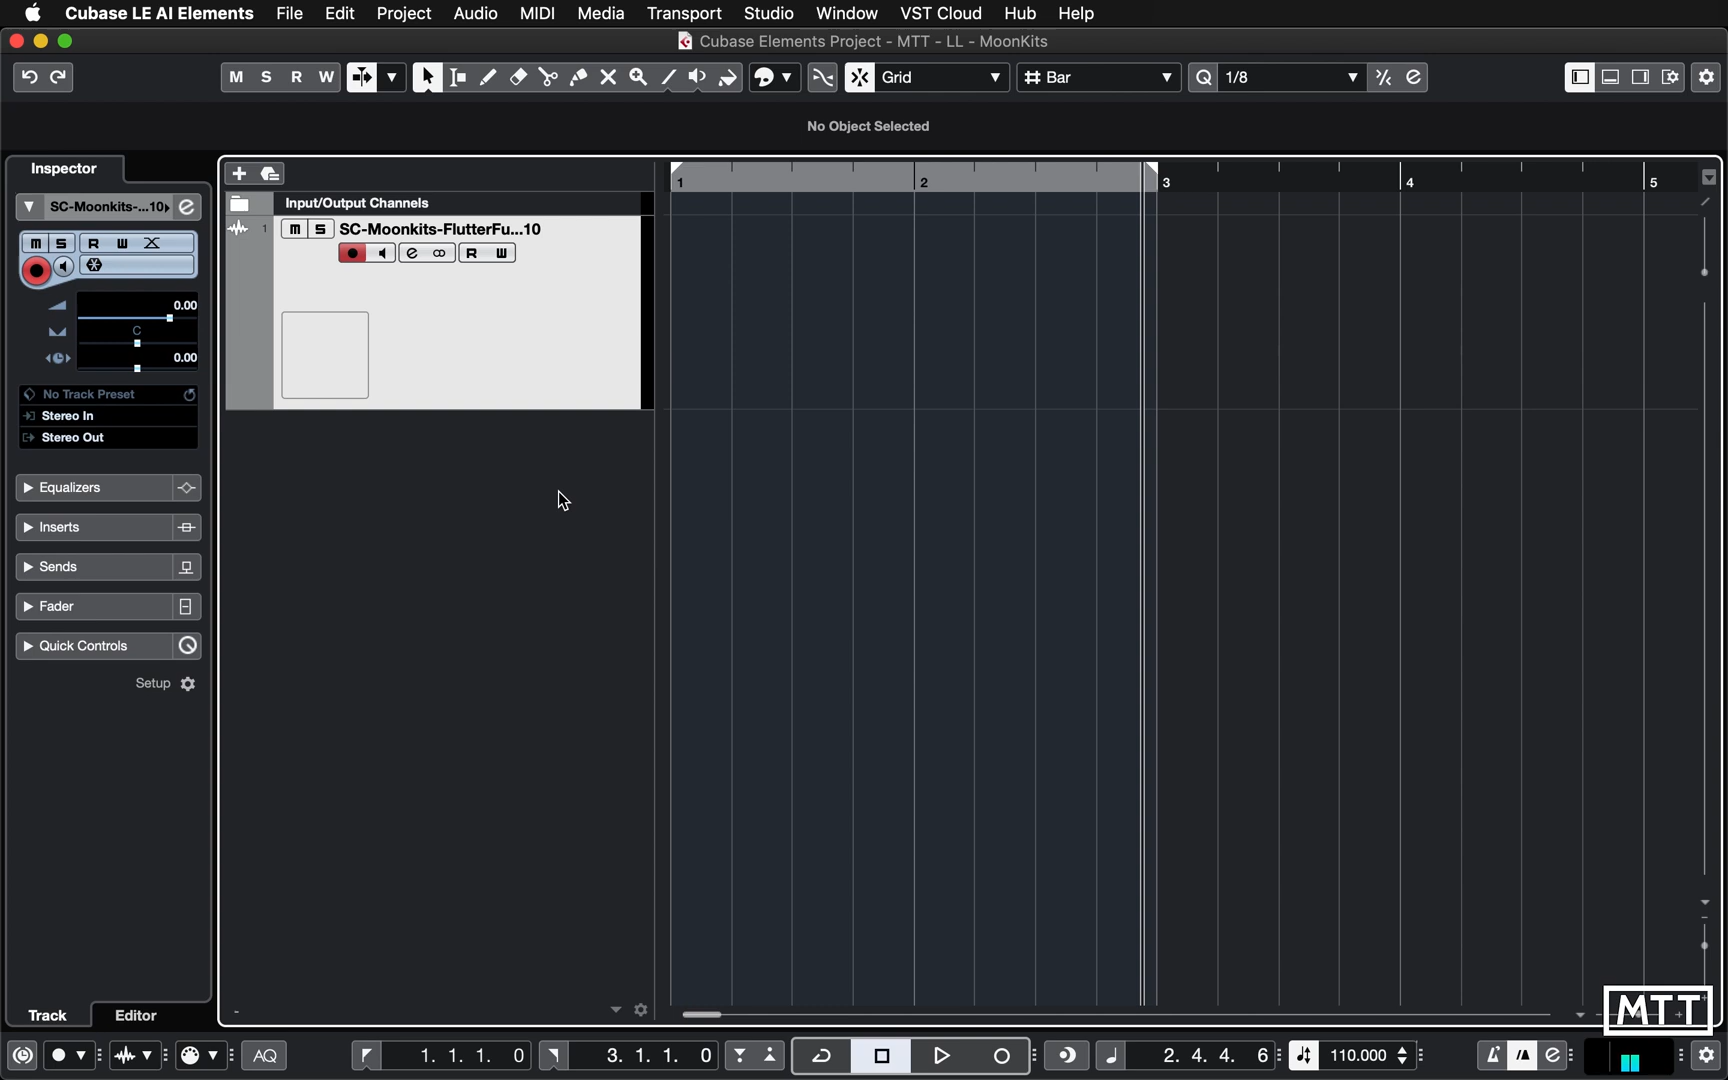 Cubase LE AI Elements File Edit Project Audio MIDI Media Transport Studio Window VST Cloud Hub Help
Cubase Elements Project - MTT - LL - MoonKits
M S R W Grid Bar Q 1/8 e
No Object Selected
Inspector
1 2 3 4 5
SC-Moonkits-...10 e
Input/Output Channels
1 m S SC-Moonkits-FlutterFu...10
m S R W
e R W
0.00
C
0.00
No Track Preset
Stereo In
Stereo Out
Equalizers
Inserts
Sends
Fader
Quick Controls
Setup
Track Editor
MTT
AQ 1. 1. 1. 0 3. 1. 1. 0 2. 4. 4. 6 110.000 e